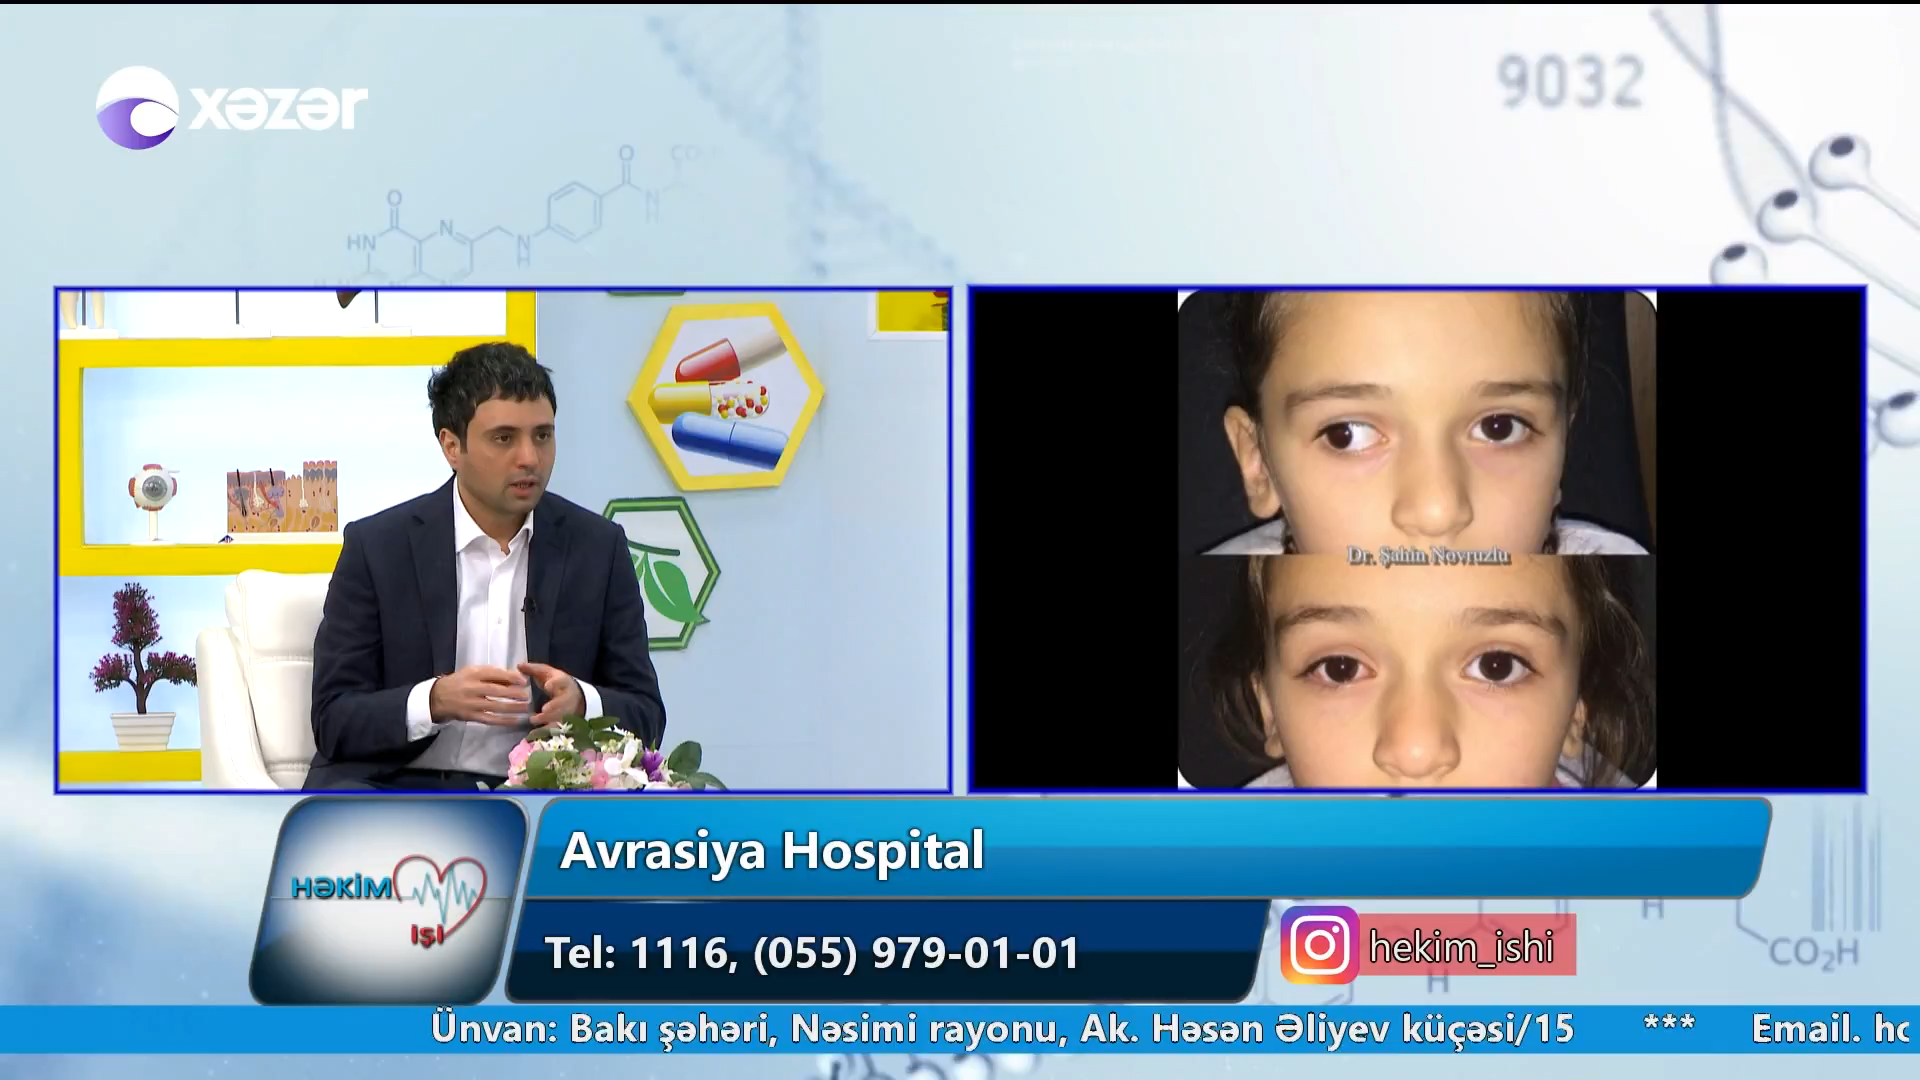 xəzər
9032
O
CO
O
N
HN
N
N
H
H
Dr. Şahin Novruzlu
Avrasiya Hospital
HƏKİM
İŞİ
Tel: 1116, (055) 979-01-01
hekim_ishi
H
CO₂H
H
Ünvan: Bakı şəhəri, Nəsimi rayonu, Ak. Həsən Əliyev küçəsi/15 *** Email. hc